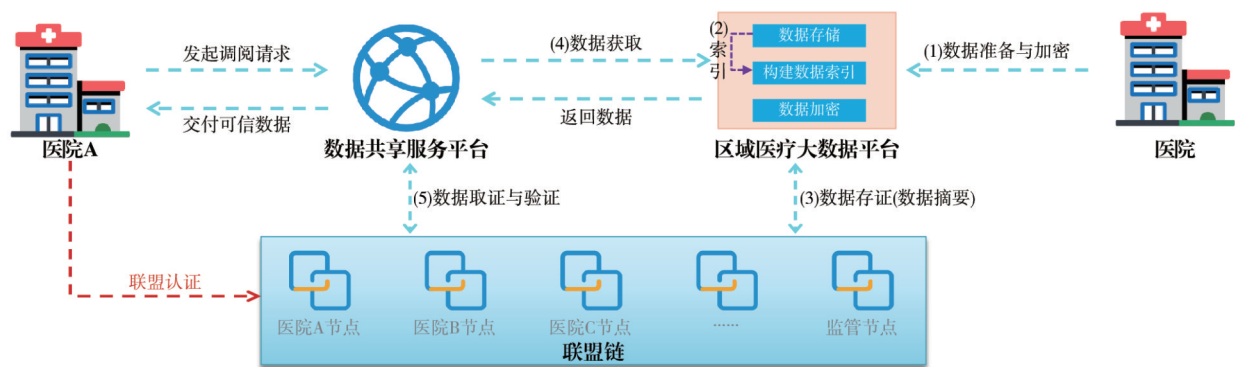 发起调阅请求
交付可信数据
医院A
数据共享服务平台
(4)数据获取
返回数据
(2)
索
引
数据存储
构建数据索引
数据加密
区域医疗大数据平台
(1)数据准备与加密
医院
(5)数据取证与验证
(3)数据存证(数据摘要)
联盟认证
医院A节点
医院B节点
医院C节点
……
监管节点
联盟链